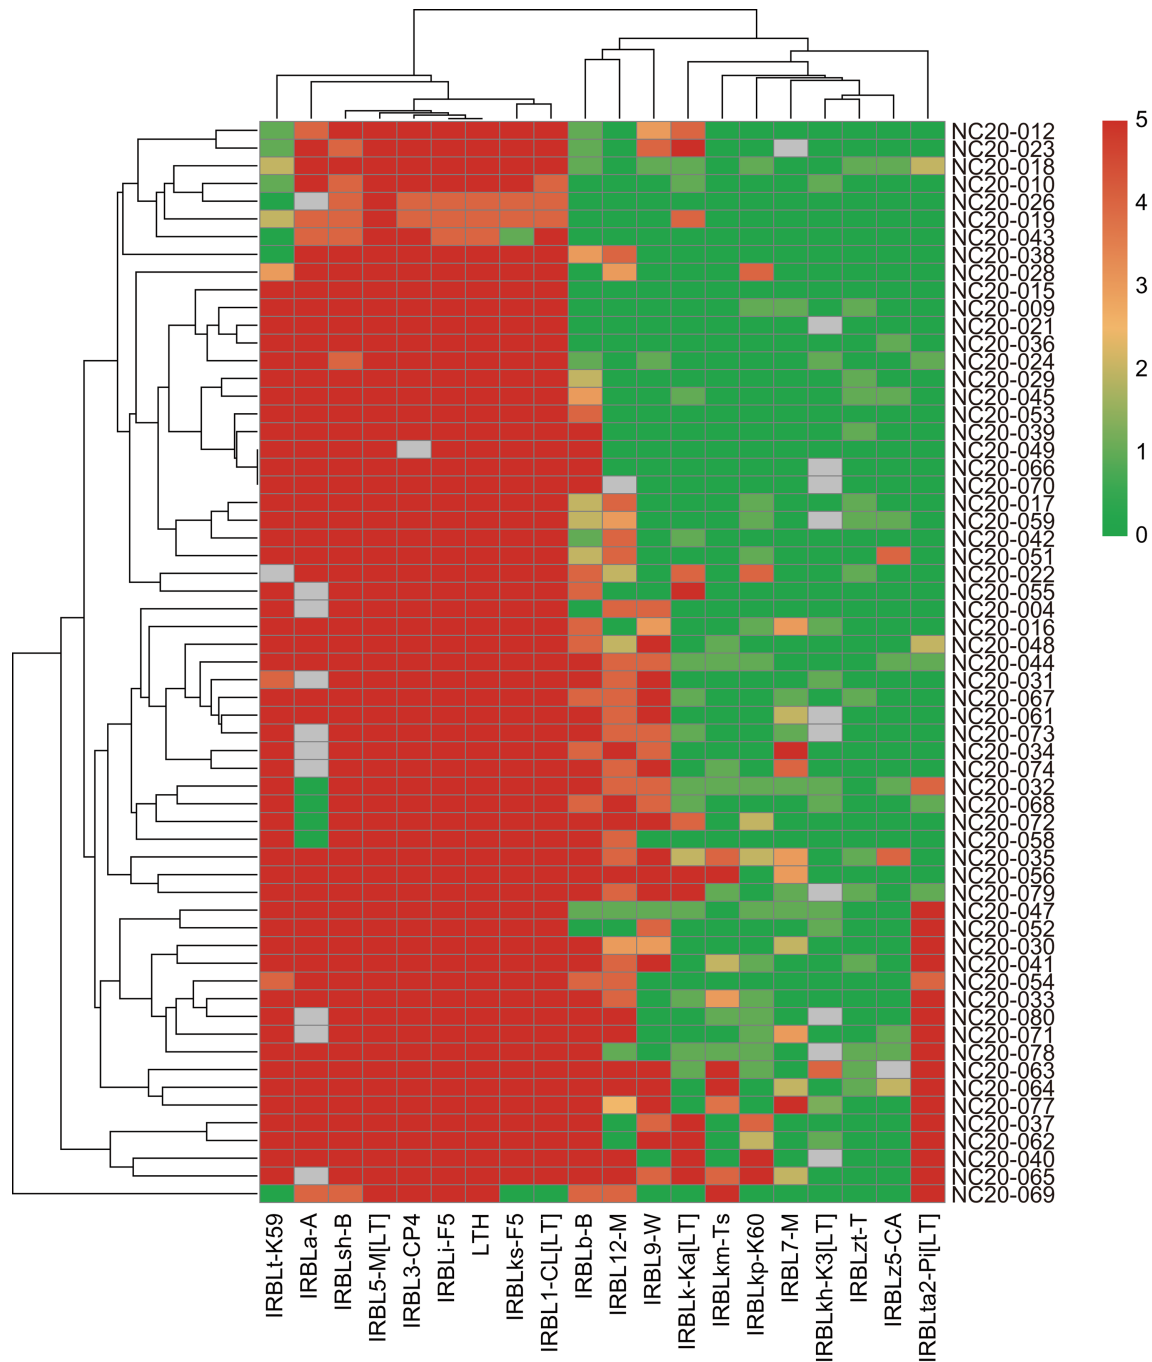 NC20-012
NC20-023
NC20-018
NC20-010
NC20-026
NC20-019
NC20-043
NC20-038
NC20-028
NC20-015
NC20-009
NC20-021
NC20-036
NC20-024
NC20-029
NC20-045
NC20-053
NC20-039
NC20-049
NC20-066
NC20-070
NC20-017
NC20-059
NC20-042
NC20-051
NC20-022
NC20-055
NC20-004
NC20-016
NC20-048
NC20-044
NC20-031
NC20-067
NC20-061
NC20-073
NC20-034
NC20-074
NC20-032
NC20-068
NC20-072
NC20-058
NC20-035
NC20-056
NC20-079
NC20-047
NC20-052
NC20-030
NC20-041
NC20-054
NC20-033
NC20-080
NC20-071
NC20-078
NC20-063
NC20-064
NC20-077
NC20-037
NC20-062
NC20-040
NC20-065
NC20-069
5
4
3
2
1
0
IRBLt-K59
IRBLa-A
IRBLsh-B
IRBL5-M[LT]
IRBL3-CP4
IRBLi-F5
LTH
IRBLks-F5
IRBL1-CL[LT]
IRBLb-B
IRBL12-M
IRBL9-W
IRBLk-Ka[LT]
IRBLkm-Ts
IRBLkp-K60
IRBL7-M
IRBLkh-K3[LT]
IRBLzt-T
IRBLz5-CA
IRBLta2-Pi[LT]